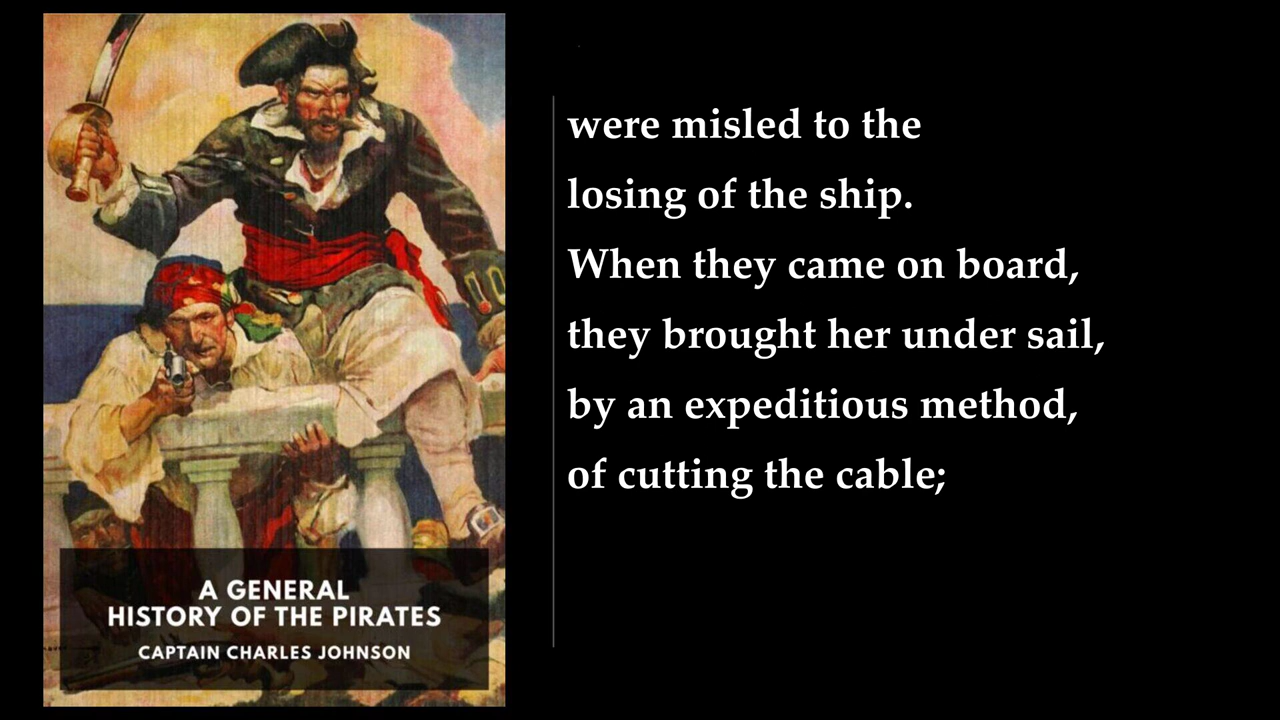 were misled to the
losing of the ship.
When they came on board,
they brought her under sail,
by an expeditious method,
of cutting the cable;
A GENERAL
HISTORY OF THE PIRATES
CAPTAIN CHARLES JOHNSON